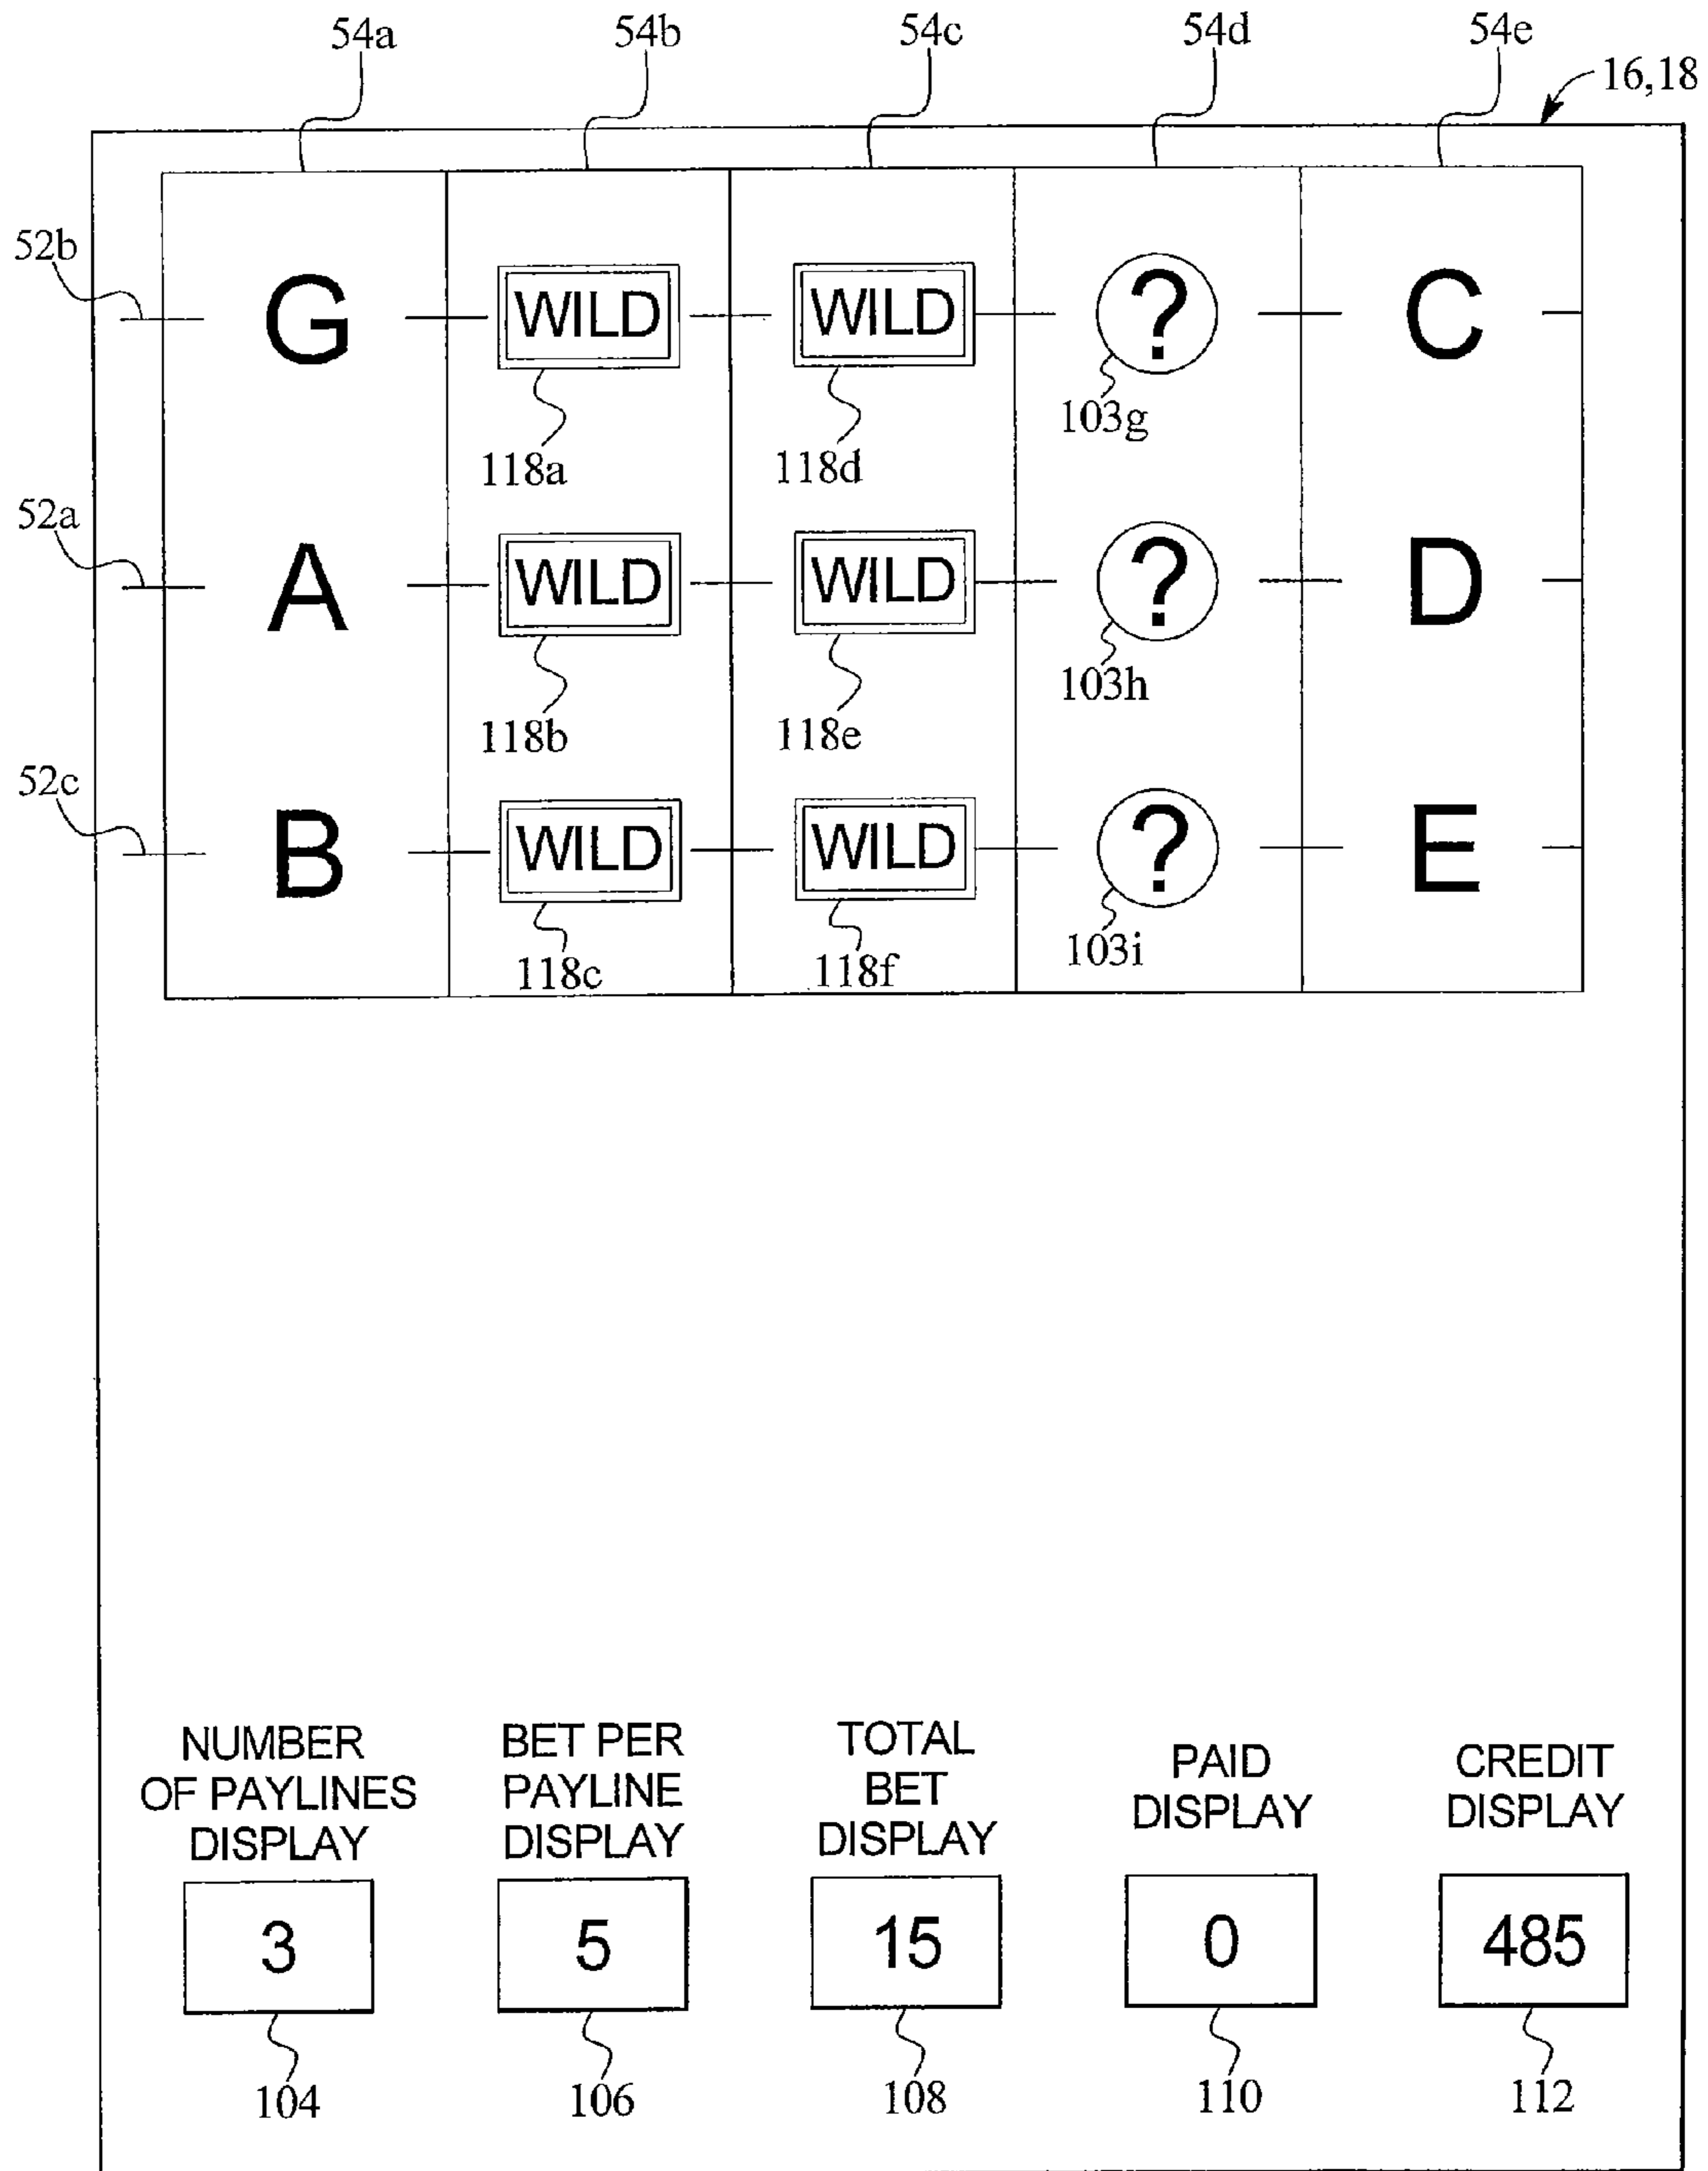 54a 54b 54c 54d 54e
16,18
52b G WILD WILD ? C
118a 118d 103g
52a A WILD WILD ? D
118b 118e 103h
52c B WILD WILD ? E
118c 118f 103i
NUMBER
OF PAYLINES
DISPLAY
3
104
BET PER
PAYLINE
DISPLAY
5
106
TOTAL
BET
DISPLAY
15
108
PAID
DISPLAY
0
110
CREDIT
DISPLAY
485
112